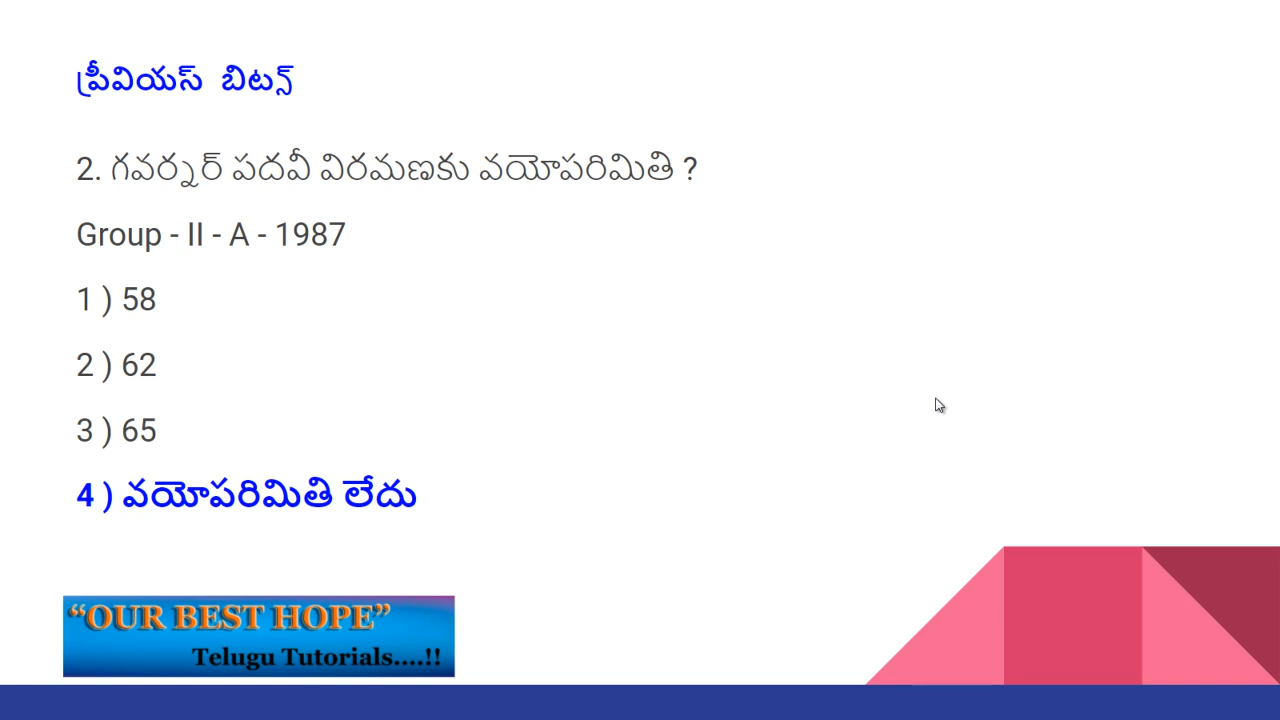 ప్రీవియస్ బిట్స్
2. గవర్నర్ పదవీ విరమణకు వయోపరిమితి ?
Group - II - A - 1987
1 ) 58
2 ) 62
3 ) 65
4 ) వయోపరిమితి లేదు
“OUR BEST HOPE”
Telugu Tutorials....!!